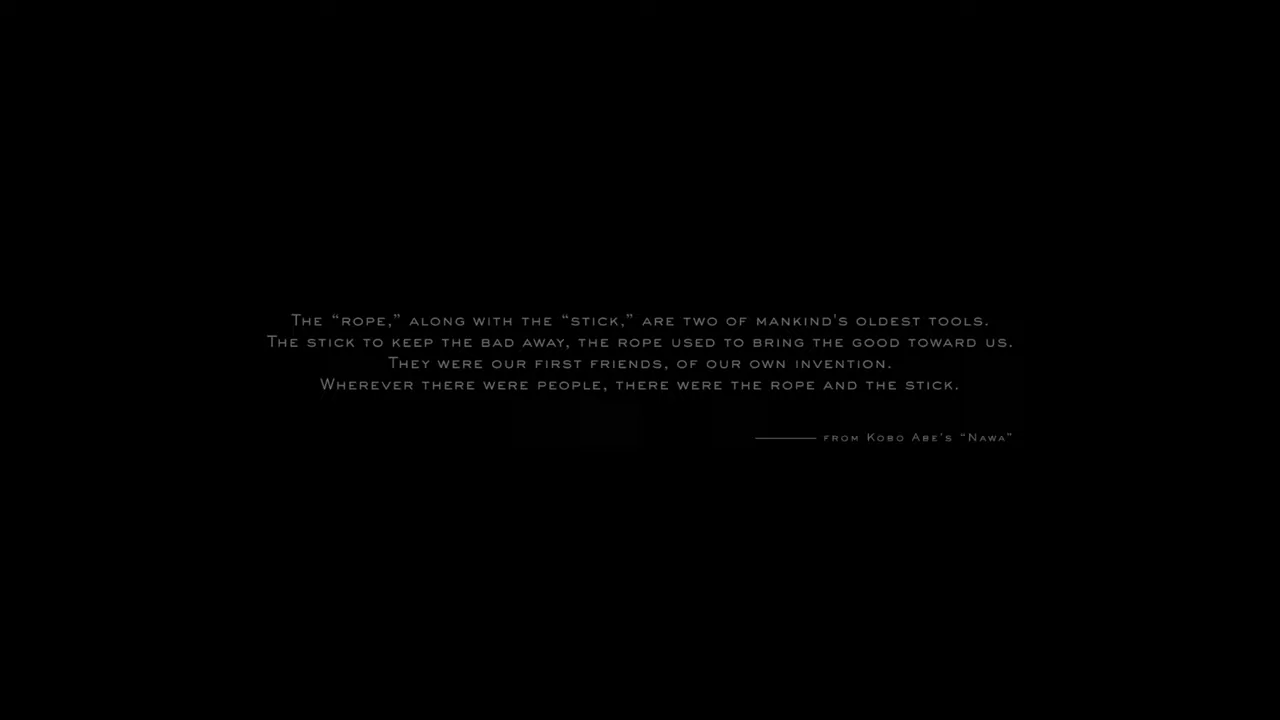 The “rope,” along with the “stick,” are two of mankind's oldest tools.
The stick to keep the bad away, the rope used to bring the good toward us.
They were our first friends, of our own invention.
Wherever there were people, there were the rope and the stick.
—— from Kobo Abe's “Nawa”